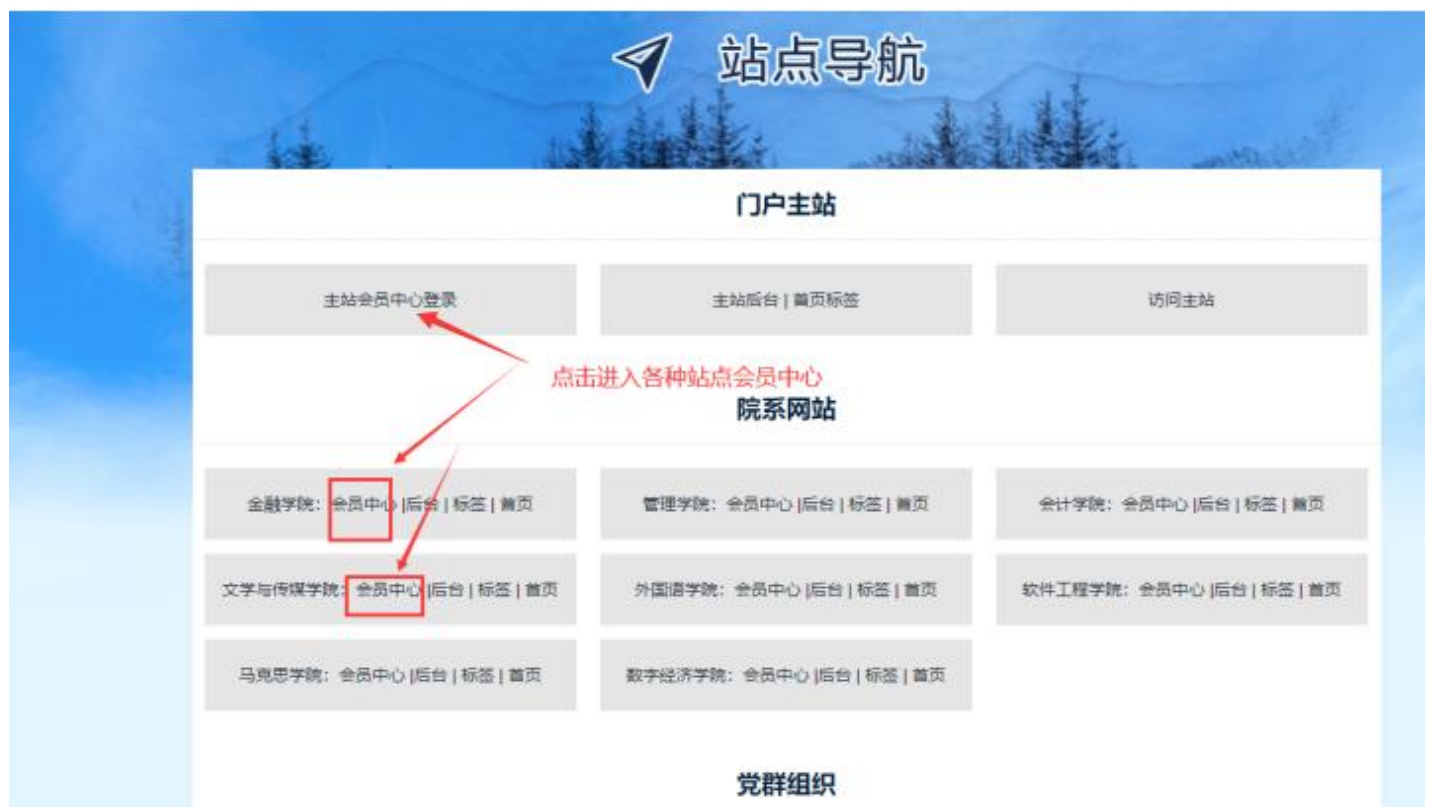 站点导航
门户主站
主站会员中心登录
主站后台 | 首页标签
访问主站
点击进入各种站点会员中心
院系网站
金融学院：会员中心 |后台 | 标签 | 首页
管理学院：会员中心 |后台 | 标签 | 首页
会计学院：会员中心 |后台 | 标签 | 首页
文学与传媒学院：会员中心 |后台 | 标签 | 首页
外国语学院：会员中心 |后台 | 标签 | 首页
软件工程学院：会员中心 |后台 | 标签 | 首页
马克思学院：会员中心 |后台 | 标签 | 首页
数字经济学院：会员中心 |后台 | 标签 | 首页
党群组织